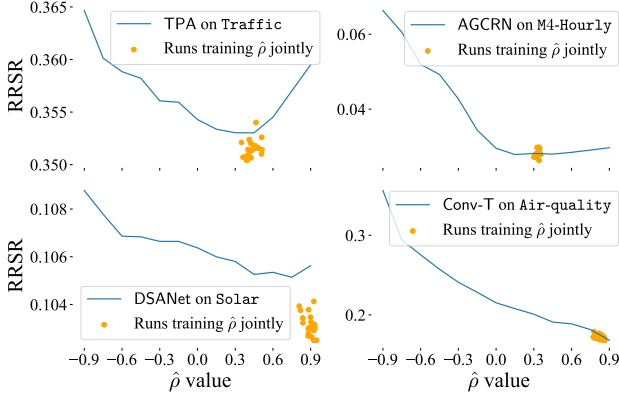 0.365
0.360
0.355
0.350
RRSR
TPA on Traffic
Runs training ρ̂ jointly
0.06
0.04
AGCRN on M4-Hourly
Runs training ρ̂ jointly
0.108
0.106
0.104
RRSR
DSANet on Solar
Runs training ρ̂ jointly
−0.9 −0.6 −0.3 0.0 0.3 0.6 0.9
ρ̂ value
0.3
0.2
Conv-T on Air-quality
Runs training ρ̂ jointly
−0.9 −0.6 −0.3 0.0 0.3 0.6 0.9
ρ̂ value